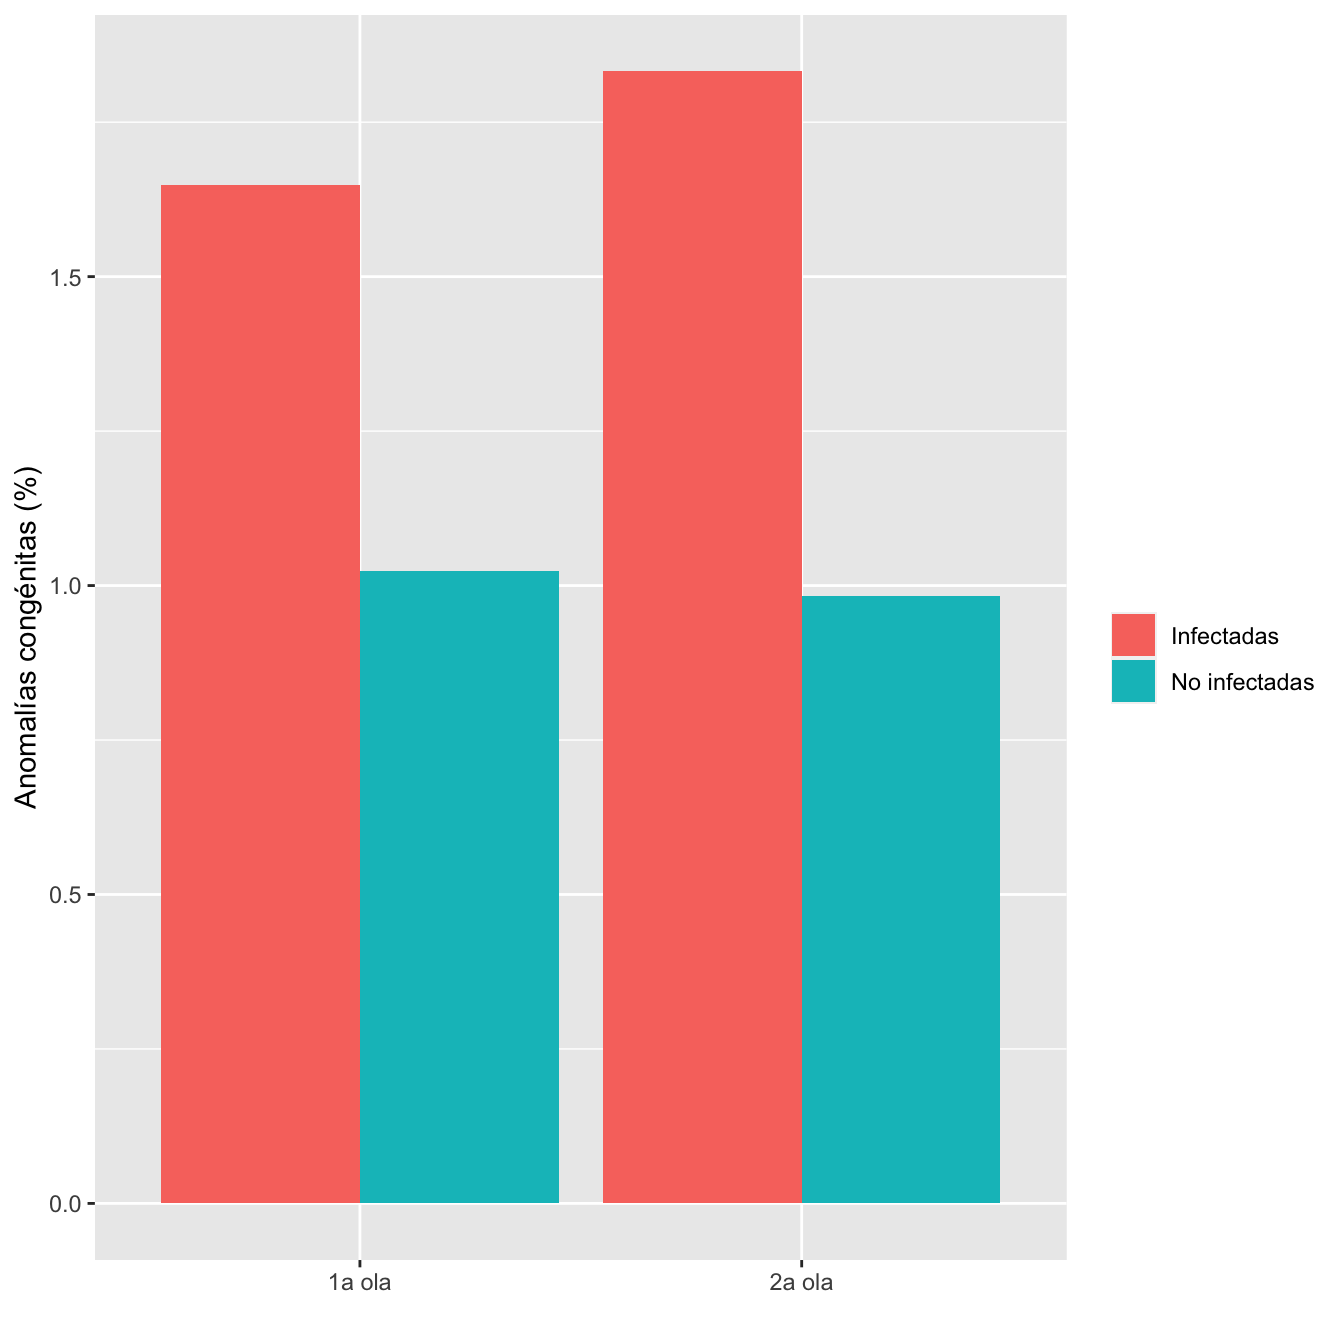 Anomalías congénitas (%)
1.5
1.0
0.5
0.0
1a ola
2a ola
Infectadas
No infectadas